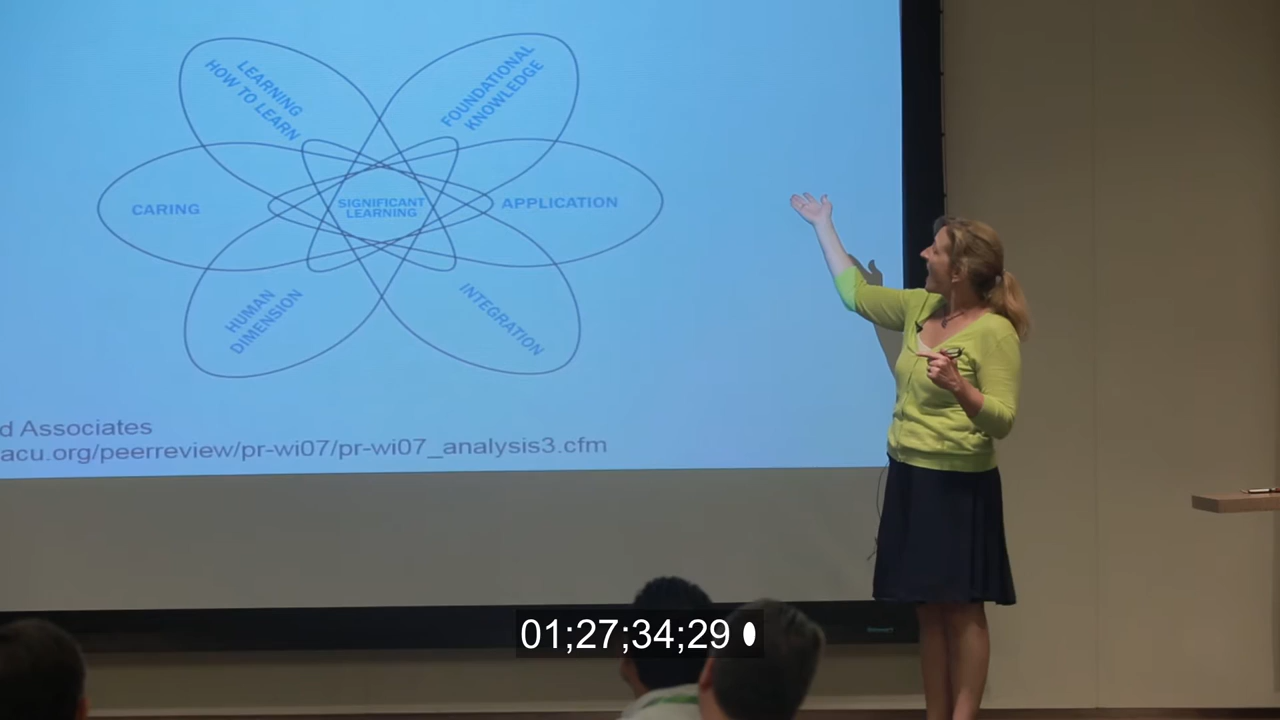 LEARNING
HOW TO LEARN
FOUNDATIONAL
KNOWLEDGE
CARING
SIGNIFICANT
LEARNING
APPLICATION
HUMAN
DIMENSION
INTEGRATION
d Associates
acu.org/peerreview/pr-wi07/pr-wi07_analysis3.cfm
01;27;34;29